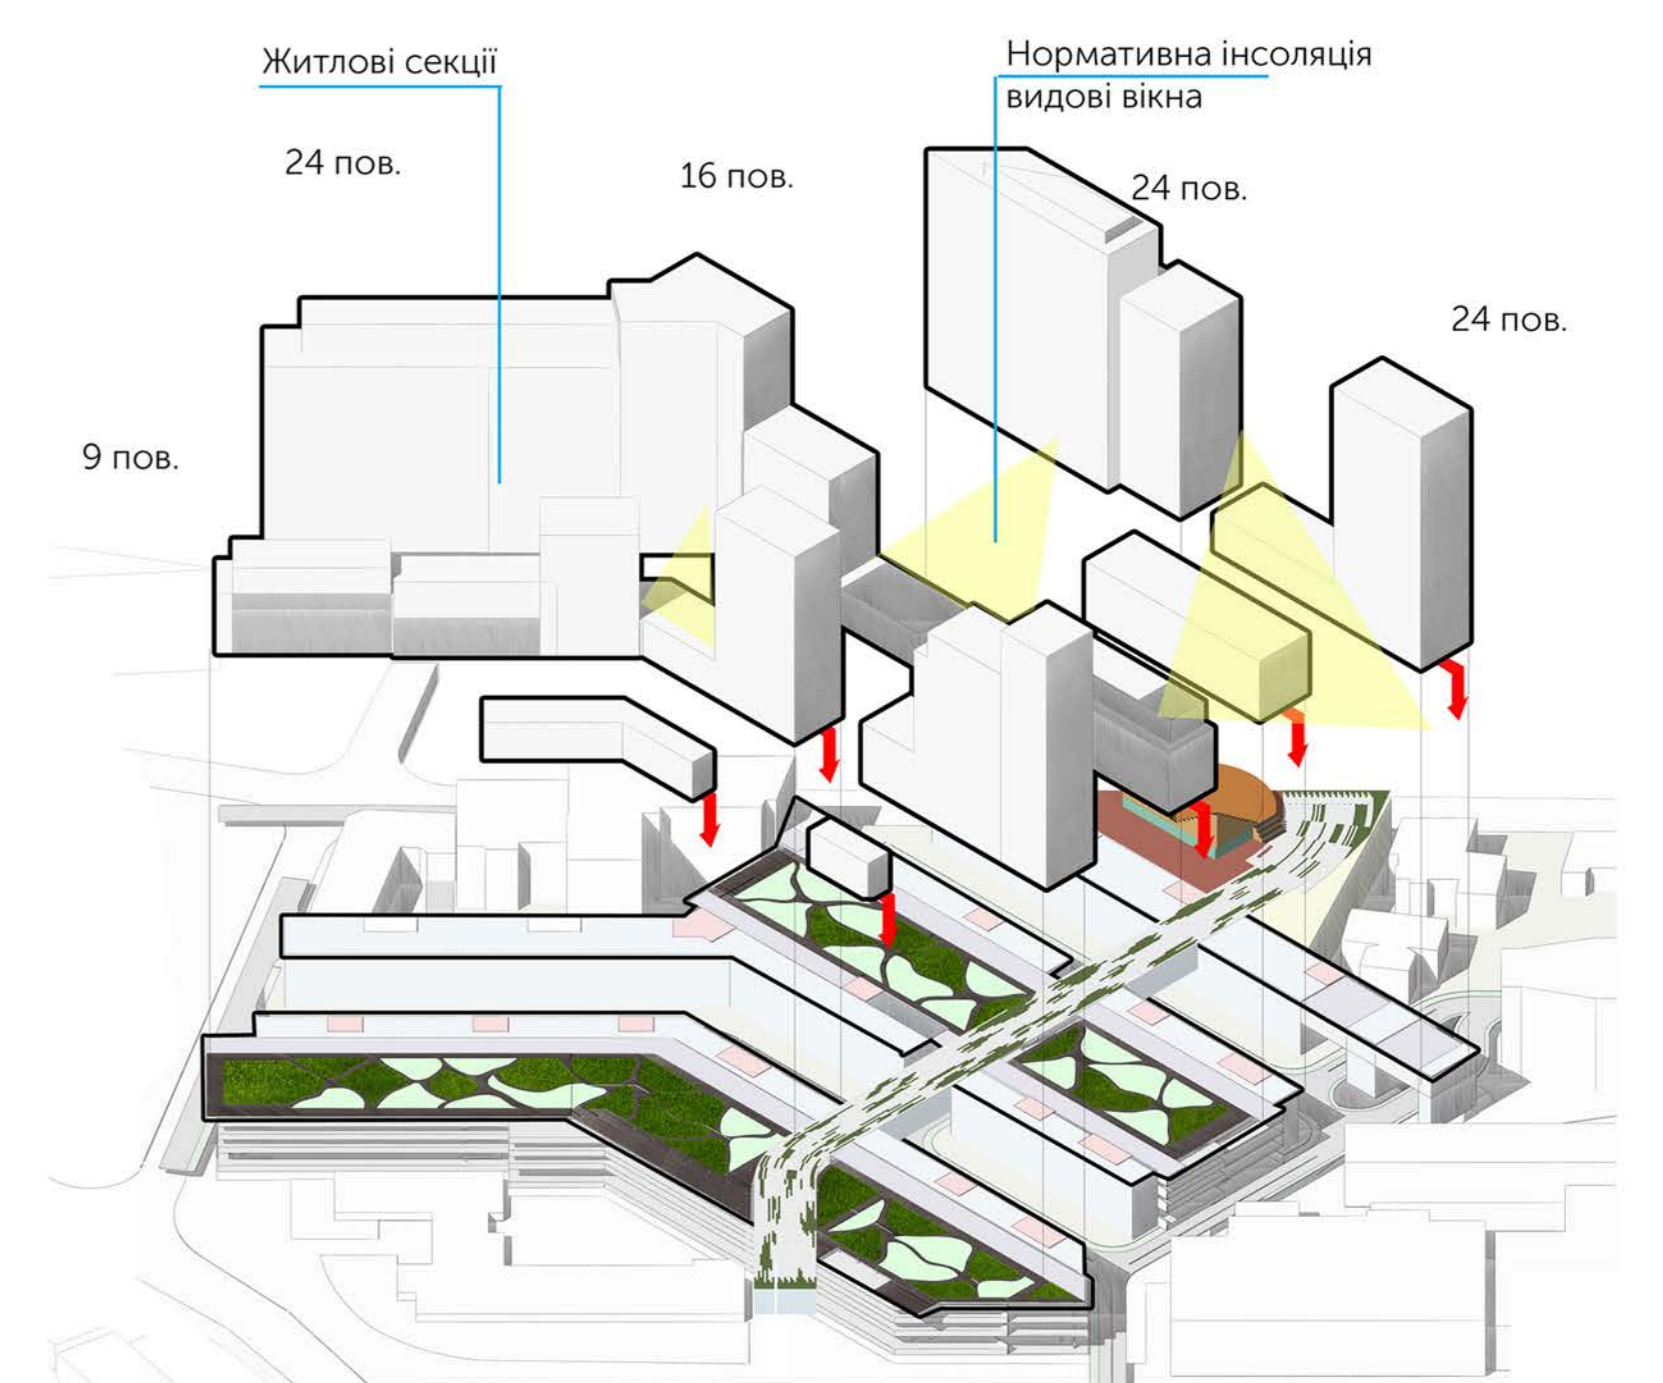 Житлові секції
Нормативна інсоляція
видові вікна
24 пов.
16 пов.
24 пов.
24 пов.
9 пов.